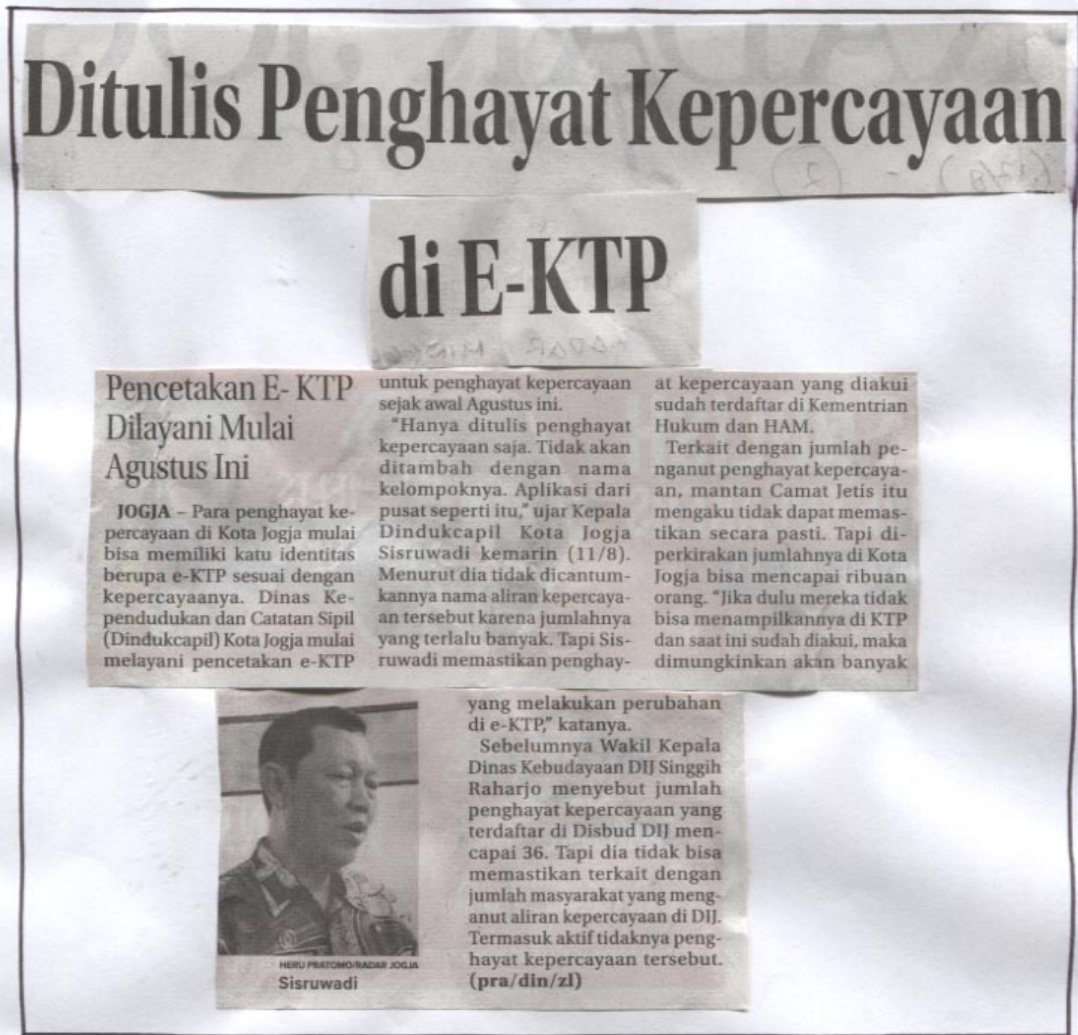 Ditulis Penghayat Kepercayaan
di E-KTP
Pencetakan E- KTP
Dilayani Mulai
Agustus Ini
JOGJA – Para penghayat ke-
percayaan di Kota Jogja mulai
bisa memiliki katu identitas
berupa e-KTP sesuai dengan
kepercayaanya. Dinas Ke-
pendudukan dan Catatan Sipil
(Dindukcapil) Kota Jogja mulai
melayani pencetakan e-KTP
untuk penghayat kepercayaan
sejak awal Agustus ini.
"Hanya ditulis penghayat
kepercayaan saja. Tidak akan
ditambah dengan nama
kelompoknya. Aplikasi dari
pusat seperti itu," ujar Kepala
Dindukcapil Kota Jogja
Sisruwadi kemarin (11/8).
Menurut dia tidak dicantum-
kannya nama aliran kepercaya-
an tersebut karena jumlahnya
yang terlalu banyak. Tapi Sis-
ruwadi memastikan penghay-
at kepercayaan yang diakui
sudah terdaftar di Kementrian
Hukum dan HAM.
Terkait dengan jumlah pe-
nganut penghayat kepercaya-
an, mantan Camat Jetis itu
mengaku tidak dapat memas-
tikan secara pasti. Tapi di-
perkirakan jumlahnya di Kota
Jogja bisa mencapai ribuan
orang. "Jika dulu mereka tidak
bisa menampilkannya di KTP
dan saat ini sudah diakui, maka
dimungkinkan akan banyak
yang melakukan perubahan
di e-KTP," katanya.
Sebelumnya Wakil Kepala
Dinas Kebudayaan DIJ Singgih
Raharjo menyebut jumlah
penghayat kepercayaan yang
terdaftar di Disbud DIJ men-
capai 36. Tapi dia tidak bisa
memastikan terkait dengan
jumlah masyarakat yang meng-
anut aliran kepercayaan di DIJ.
Termasuk aktif tidaknya peng-
hayat kepercayaan tersebut.
(pra/din/zl)
HERU PRATOMO/RADAR JOGJA
Sisruwadi